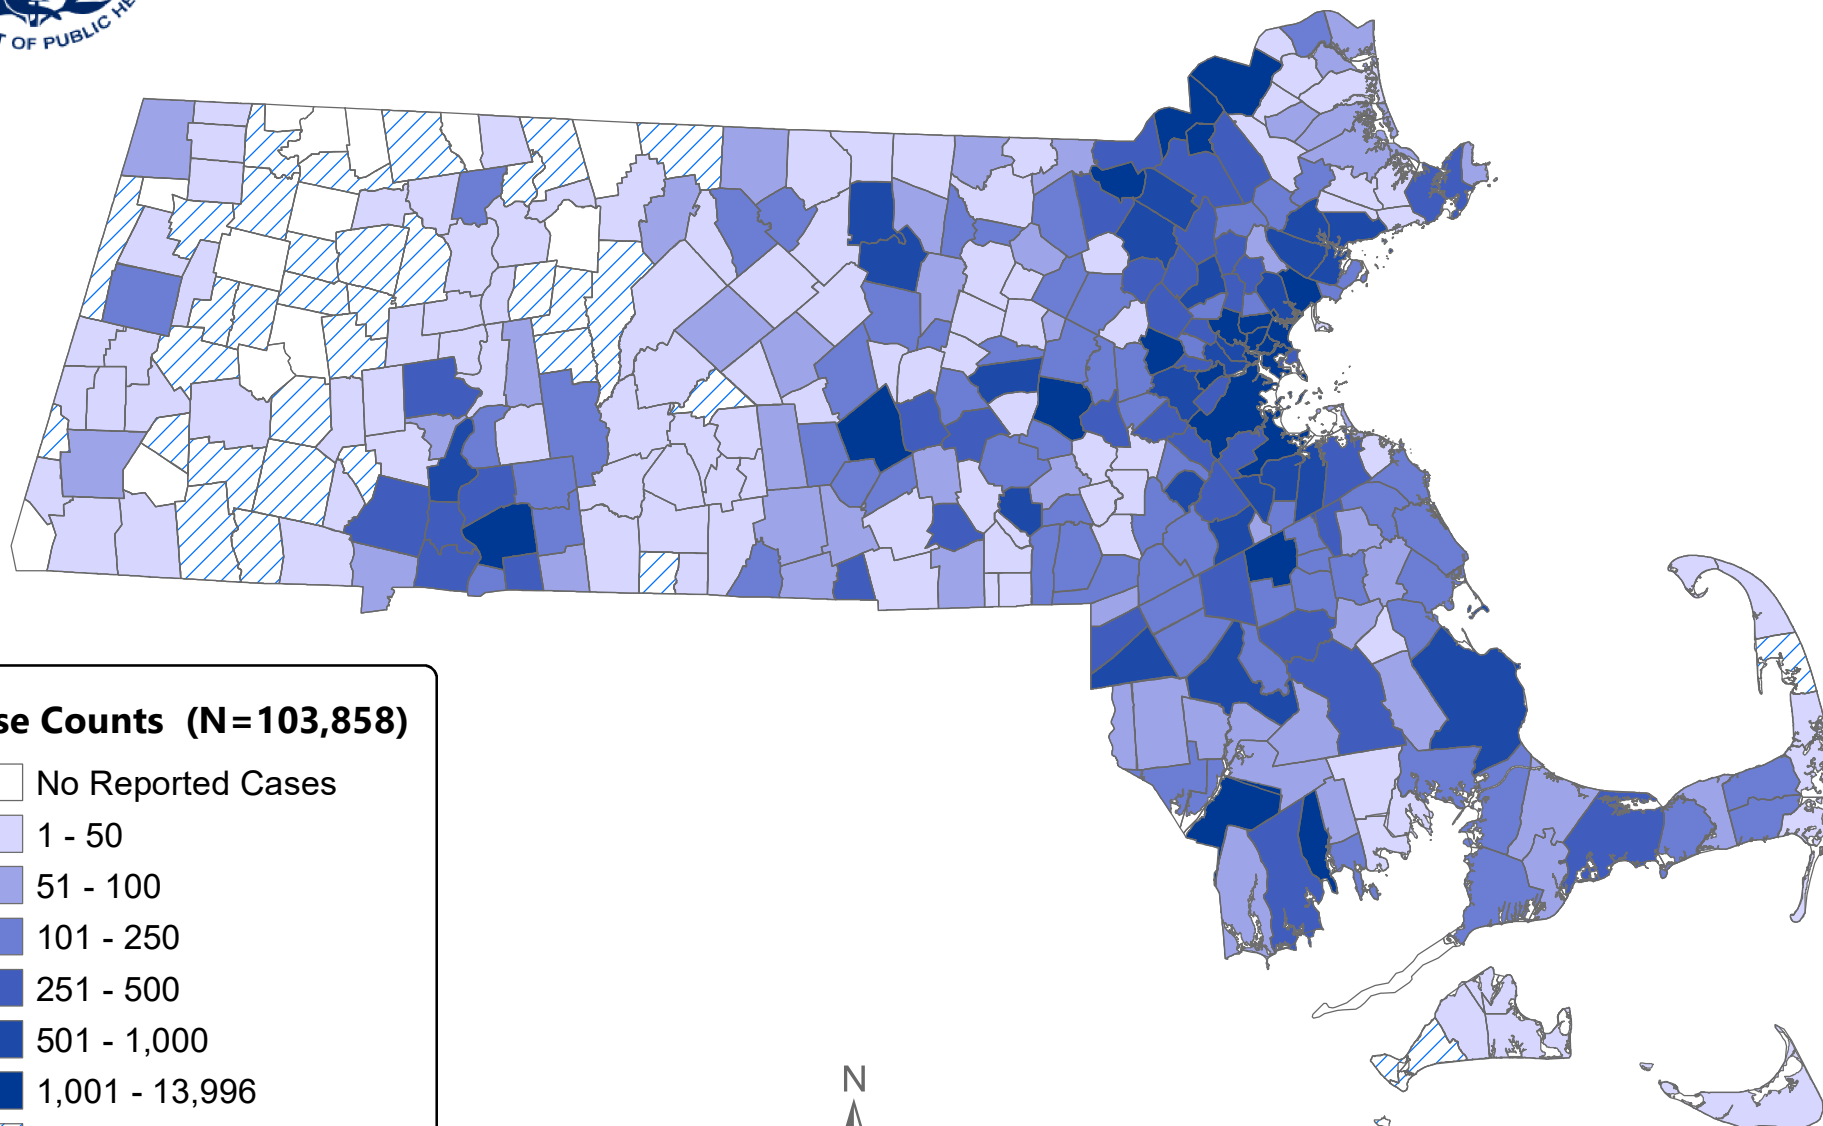 OF PUBLIC HE
se Counts (N=103,858)
No Reported Cases
1 - 50
51 - 100
101 - 250
251 - 500
501 - 1,000
1,001 - 13,996
N